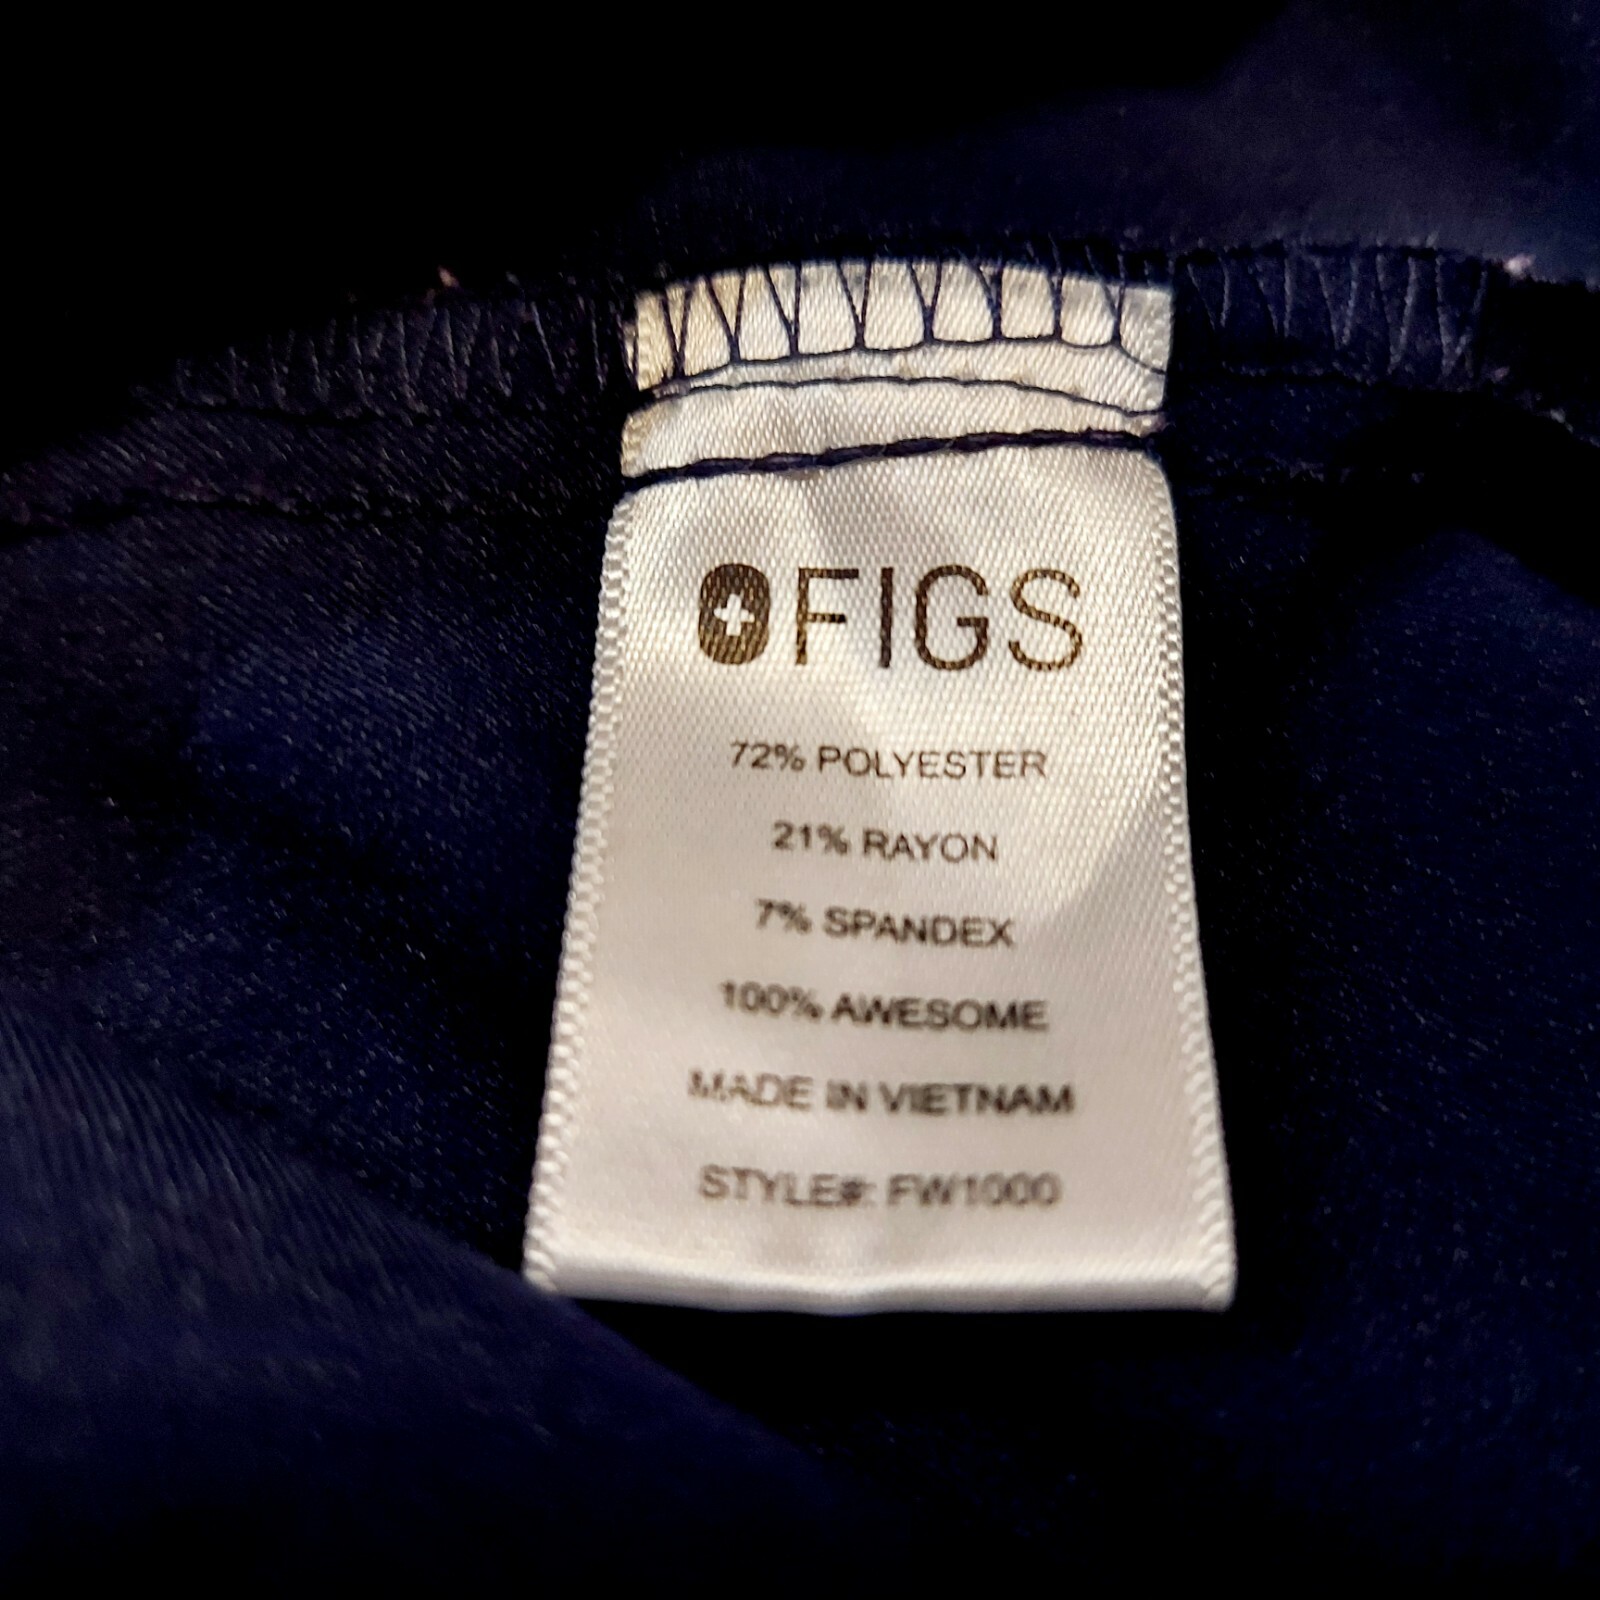 FIGS
72% POLYESTER
21% RAYON
7% SPANDEX
100% AWESOME
MADE IN VIETNAM
STYLE#: FW1000